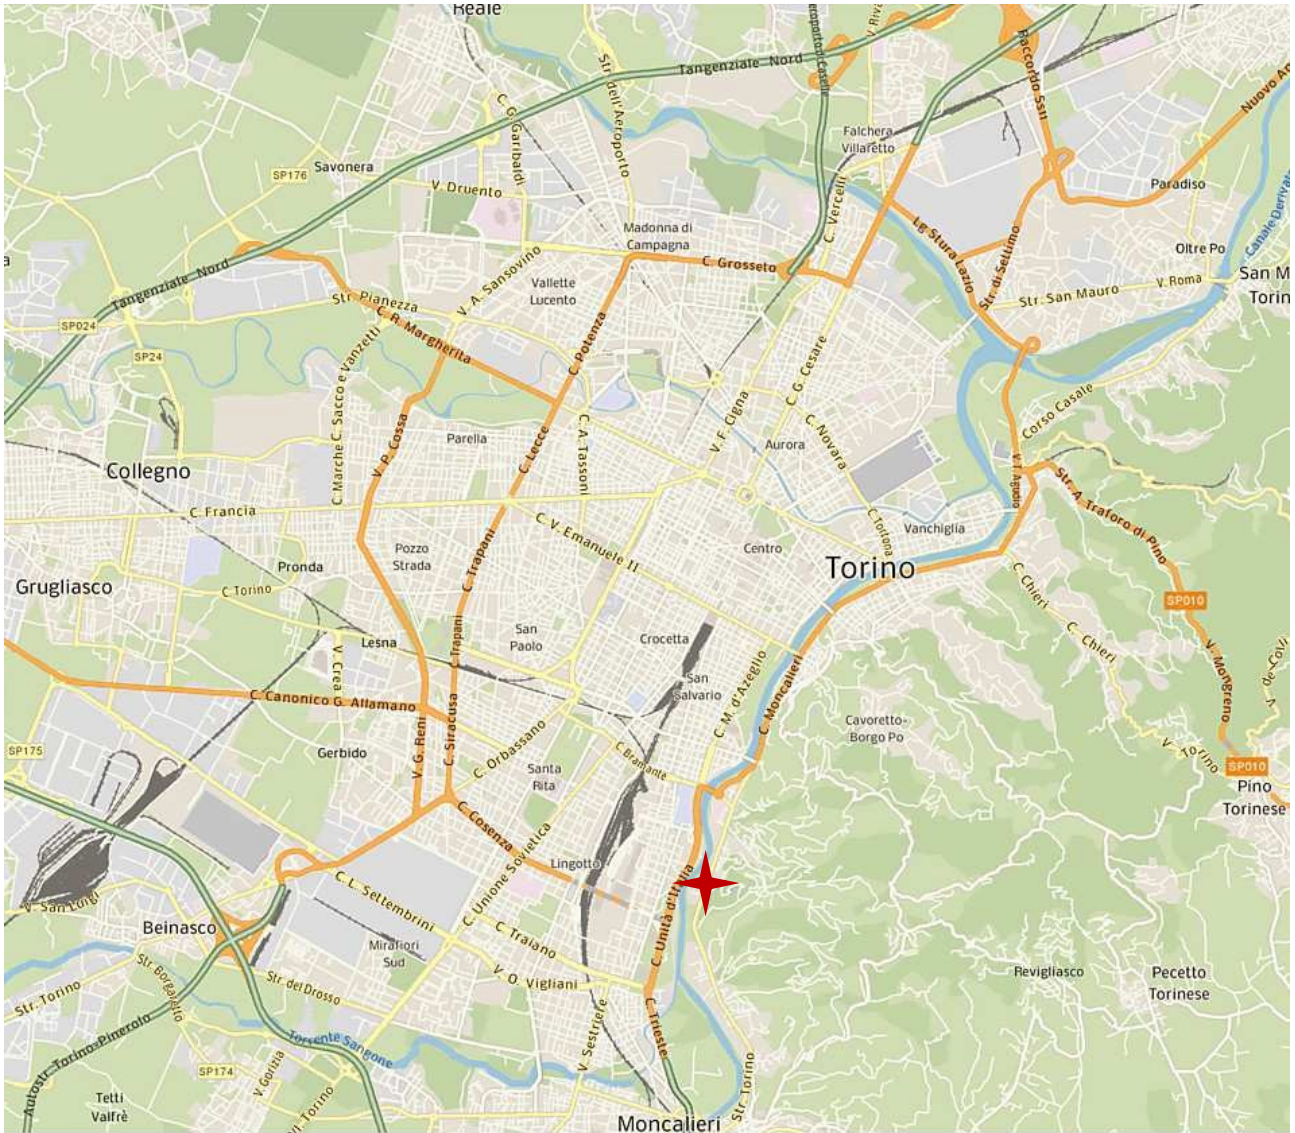 Reale
Tangenziale Nord
Str. dell'Aeroporto
C. G. Garibaldi
Raccordo Ss11
Falchera
Villaretto
Savonera
SP176
V. Druento
C. Vercelli
Paradiso
Canale Derivat
Madonna di
Campagna
Lg Stura Lazio
Str. di Settimo
Oltre Po
Tangenziale Nord
V. A. Sansovino
C. Grosseto
Vallette
Lucento
Str. San Mauro
V. Roma
San M
Torin
Str. Pianezza
C. R. Margherita
C. Potenza
SP024
SP24
C. Marche C. Sacco e Vanzetti
C. G. Cesare
V. P. Cossa
Parella
C. Lecce
C. A. Tassoni
V. F. Cigna
Aurora
C. Novara
Corso Casale
Collegno
C. Francia
C. V. Emanuele II
C. Tortona
Vanchiglia
Str. A Traforo di Pino
Pozzo
Strada
C. Trapani
Centro
Torino
Pronda
Grugliasco
C. Torino
C. Chieri
C. Chieri
SP010
Lesna
V. Crea
C. Trapani
San
Paolo
Crocetta
V. Mongreno
San
Salvario
C. M. d'Azeglio
C. Moncalieri
C. Canonico G. Allamano
V. G. Reni
C. Siracusa
C. Orbassano
Cavoretto-
Borgo Po
V. Torino
SP175
Gerbido
C. Bramante
Santa
Rita
SP010
Pino
Torinese
C. Cosenza
Lingotto
C. Unione Sovietica
C. Unità d'Italia
C. L. Settembrini
V. San Luigi
Beinasco
Mirafiori
Sud
C. Traiano
V. O. Vigliani
Str. Borgaretto
Str. del Drosso
Str. Torino
Revigliasco
Pecetto
Torinese
C. Trieste
Autostr. Torino-Pinerolo
Torrente Sangone
V. Sestriere
SP174
V. Gorizia
Str. Torino
Tetti
Valfrè
Moncalieri